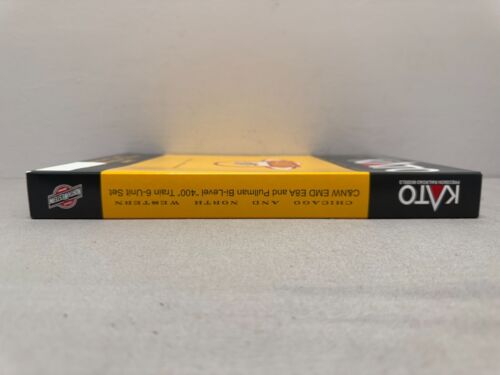 KATO
PRECISION RAILROAD MODELS
CHICAGO AND NORTH WESTERN
C&NW EMD E8A and Pullman Bi-Level "400" Train 6-Unit Set